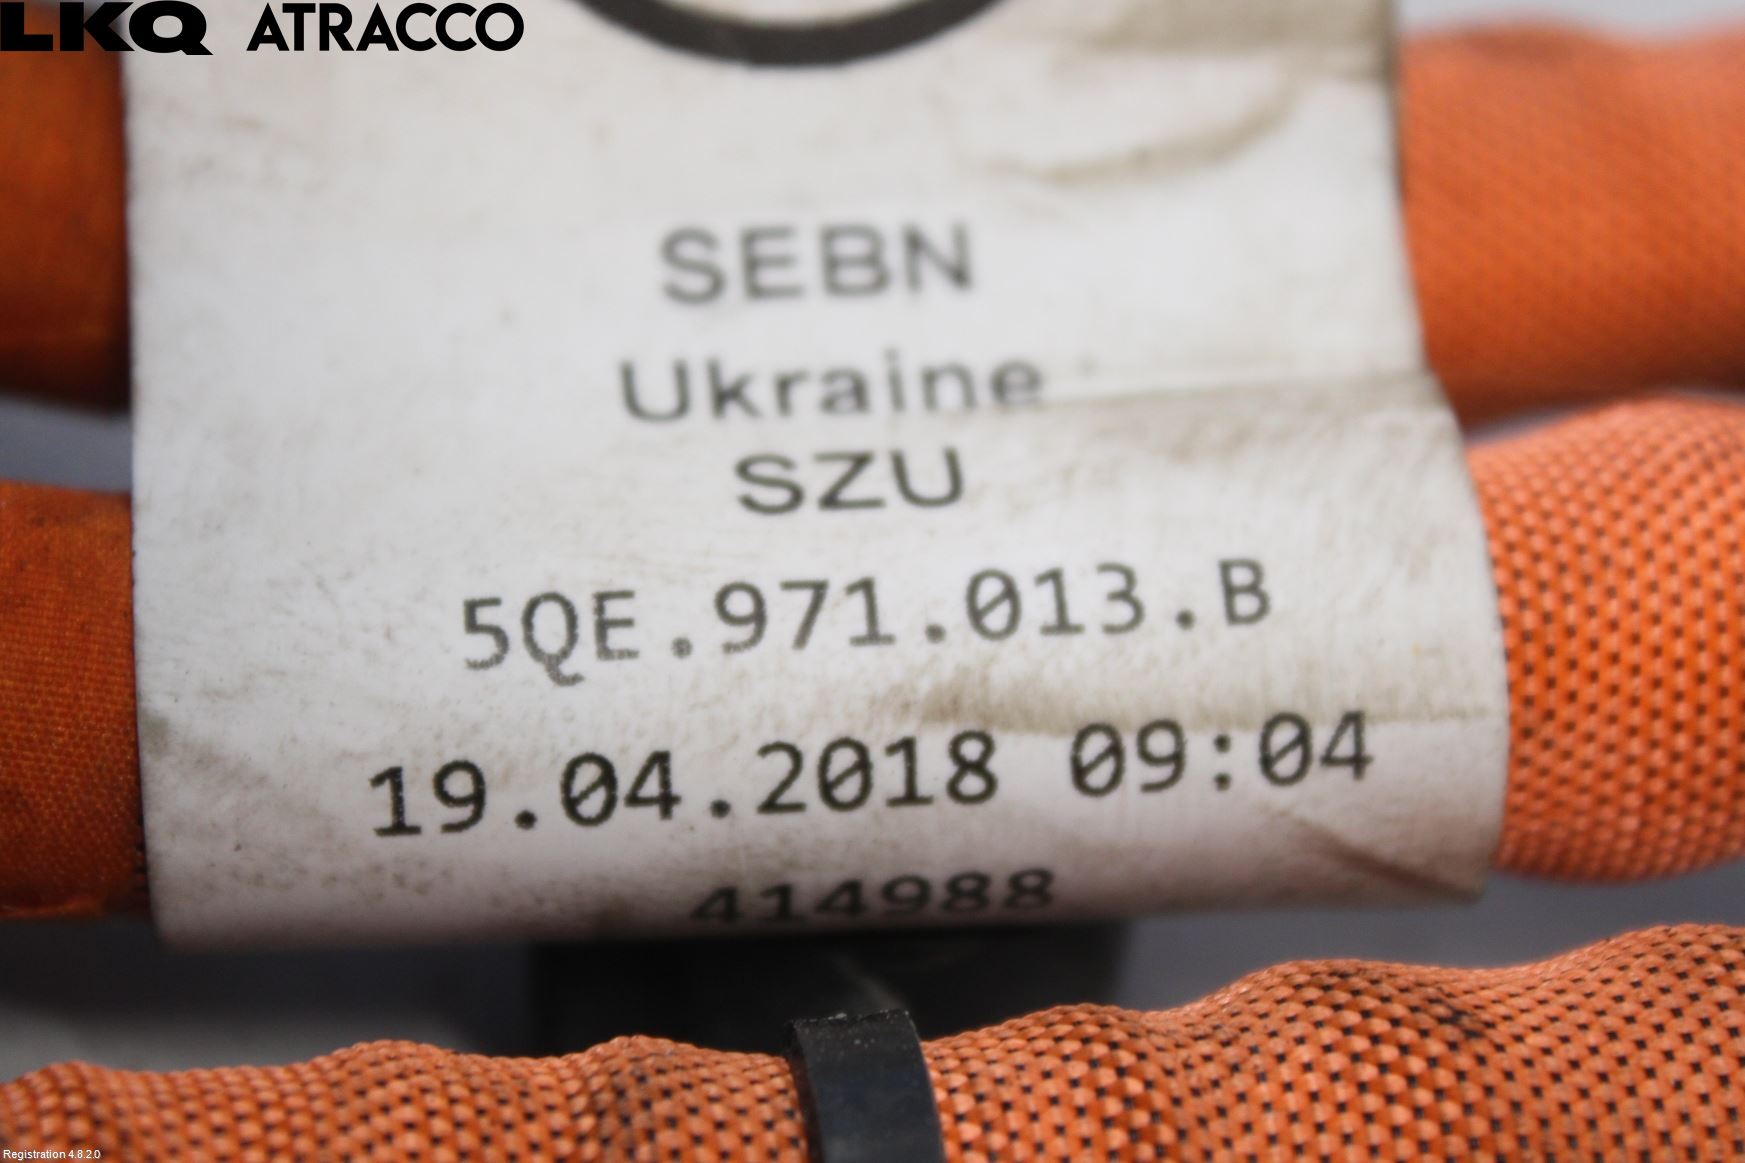 LKQ ATRACCO
SEBN
Ukraine
SZU
5QE.971.013.B
19.04.2018 09:04
414988
Registration 4.8.2.0